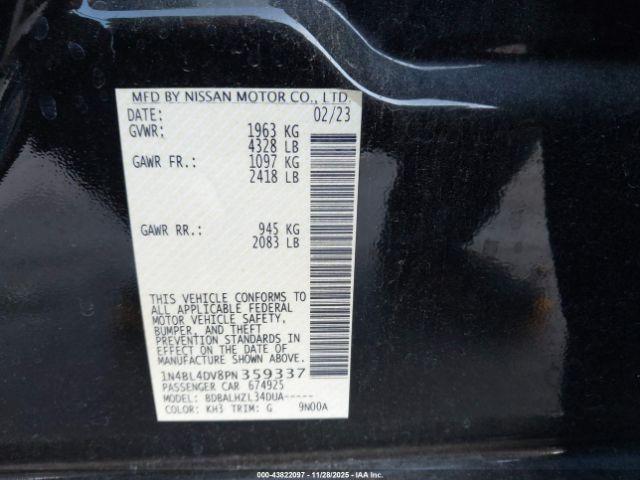 MFD BY NISSAN MOTOR CO., LTD.
DATE: 02/23
GVWR: 1963 KG
4328 LB
GAWR FR.: 1097 KG
2418 LB
GAWR RR.: 945 KG
2083 LB
THIS VEHICLE CONFORMS TO
ALL APPLICABLE FEDERAL
MOTOR VEHICLE SAFETY,
BUMPER, AND THEFT
PREVENTION STANDARDS
IN EFFECT ON THE DATE OF
MANUFACTURE SHOWN ABOVE.
1N4BL4DV8PN359337
PASSENGER CAR 674925
MODEL: BDBALHZL34DUA-----
COLOR: KH3 TRIM: G 9N00A
000-43822097 - 11/28/2025 - IAA Inc.